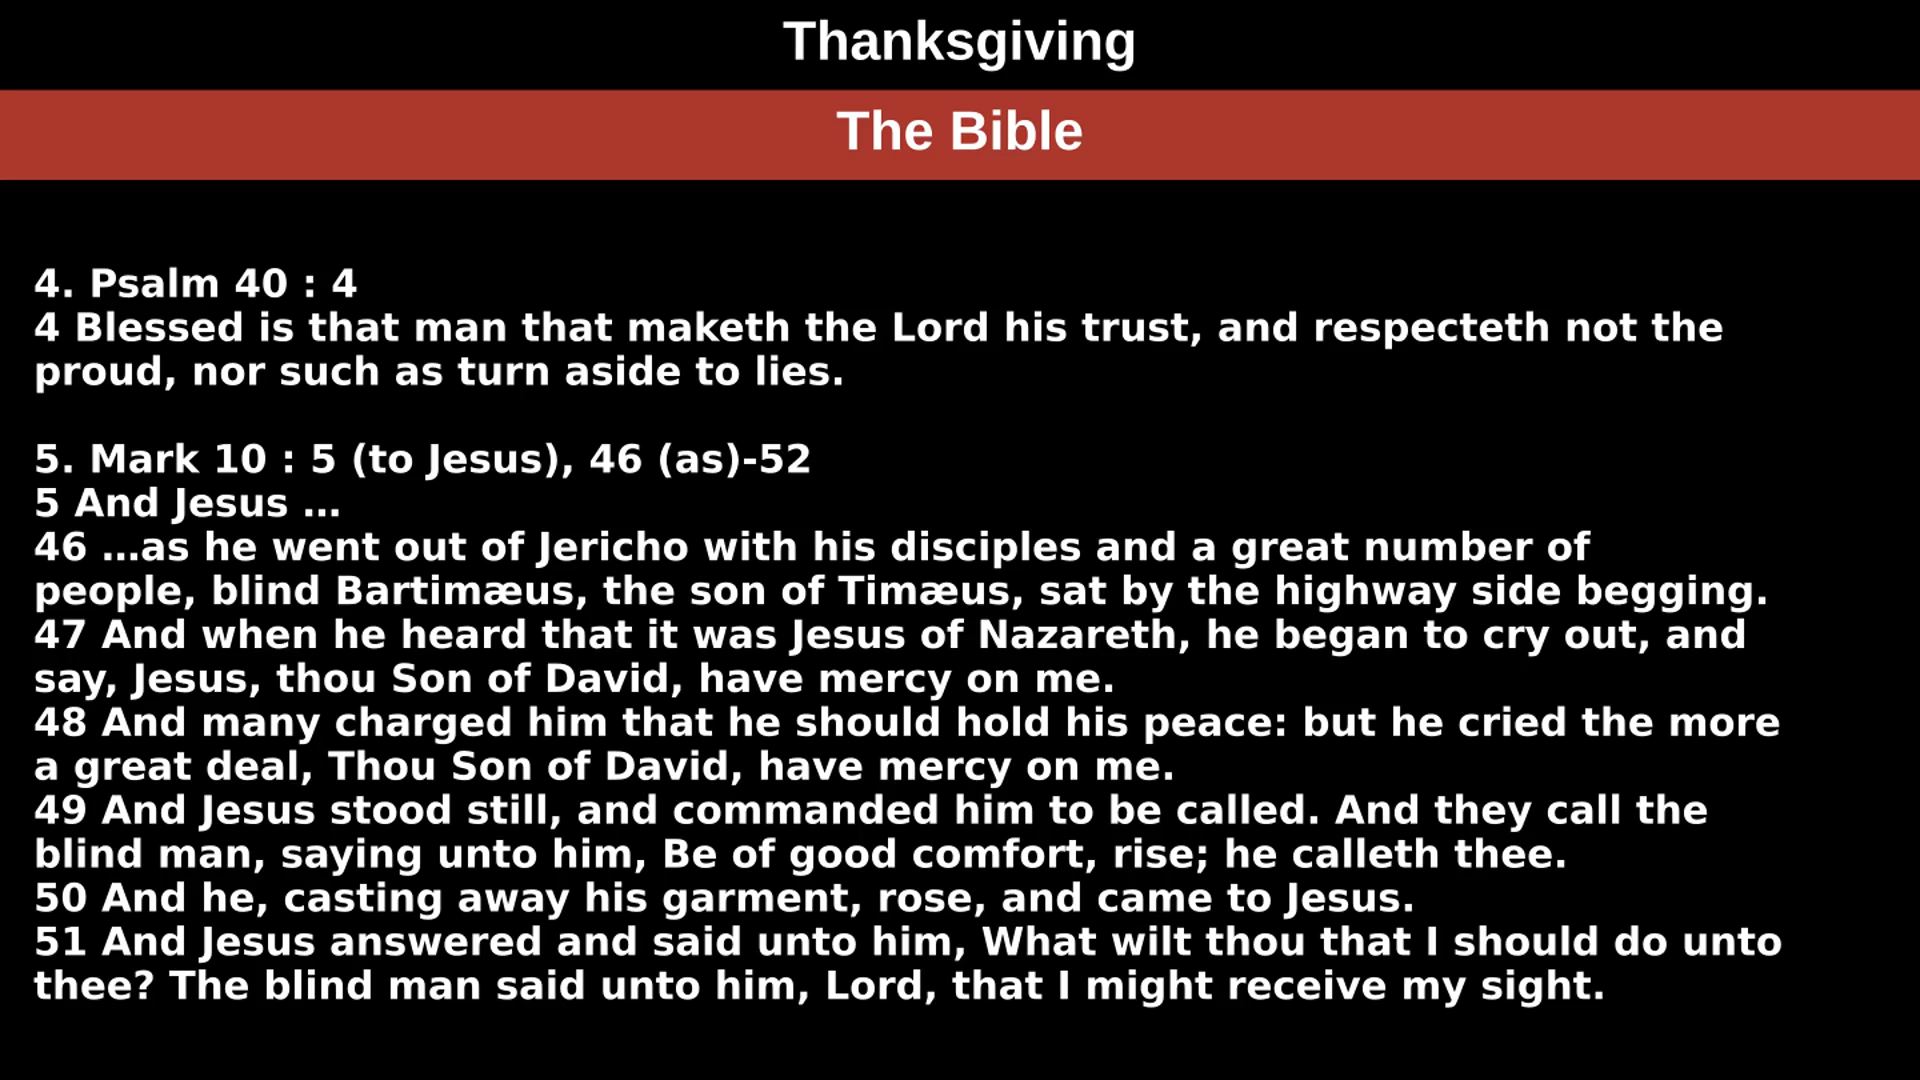 Thanksgiving
The Bible
4. Psalm 40 : 4
4 Blessed is that man that maketh the Lord his trust, and respecteth not the
proud, nor such as turn aside to lies.
5. Mark 10 : 5 (to Jesus), 46 (as)-52
5 And Jesus …
46 …as he went out of Jericho with his disciples and a great number of
people, blind Bartimæus, the son of Timæus, sat by the highway side begging.
47 And when he heard that it was Jesus of Nazareth, he began to cry out, and
say, Jesus, thou Son of David, have mercy on me.
48 And many charged him that he should hold his peace: but he cried the more
a great deal, Thou Son of David, have mercy on me.
49 And Jesus stood still, and commanded him to be called. And they call the
blind man, saying unto him, Be of good comfort, rise; he calleth thee.
50 And he, casting away his garment, rose, and came to Jesus.
51 And Jesus answered and said unto him, What wilt thou that I should do unto
thee? The blind man said unto him, Lord, that I might receive my sight.